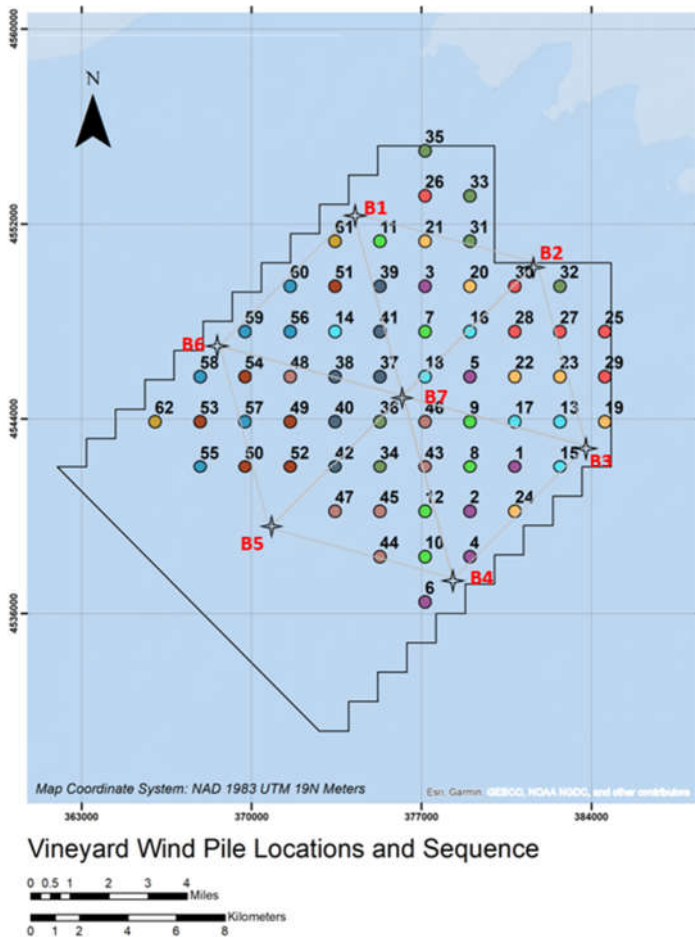 4560000
N
35
26 33
B1
61 11 21 31
4552000
B2
60 51 39 3 20 30 32
59 56 14 41 7 16 28 27 25
B6
58 54 48 38 37 18 5 22 23 29
B7
62 53 57 49 40 36 46 9 17 13 19
4544000
55 50 52 42 34 43 8 1 15 B3
47 45 12 2 24
B5
44 10 4
B4
6
4536000
Map Coordinate System: NAD 1983 UTM 19N Meters
Esri, Garmin, GEBCO, NOAA NGDC, and other contributors
363000 370000 377000 384000
Vineyard Wind Pile Locations and Sequence
0 0.5 1 2 3 4
Miles
Kilometers
0 1 2 4 6 8